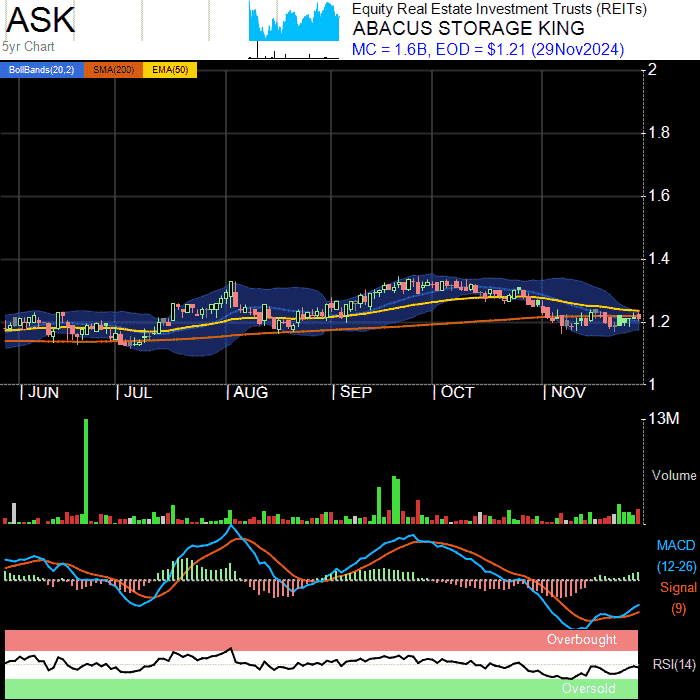 ASK
5yr Chart
Equity Real Estate Investment Trusts (REITs)
ABACUS STORAGE KING
MC = 1.6B, EOD = $1.21 (29Nov2024)
BollBands(20,2) SMA(200) EMA(50)
2
1.8
1.6
1.4
1.2
1
JUN JUL AUG SEP OCT NOV
13M
Volume
MACD
(12-26)
Signal
(9)
Overbought
RSI(14)
Oversold